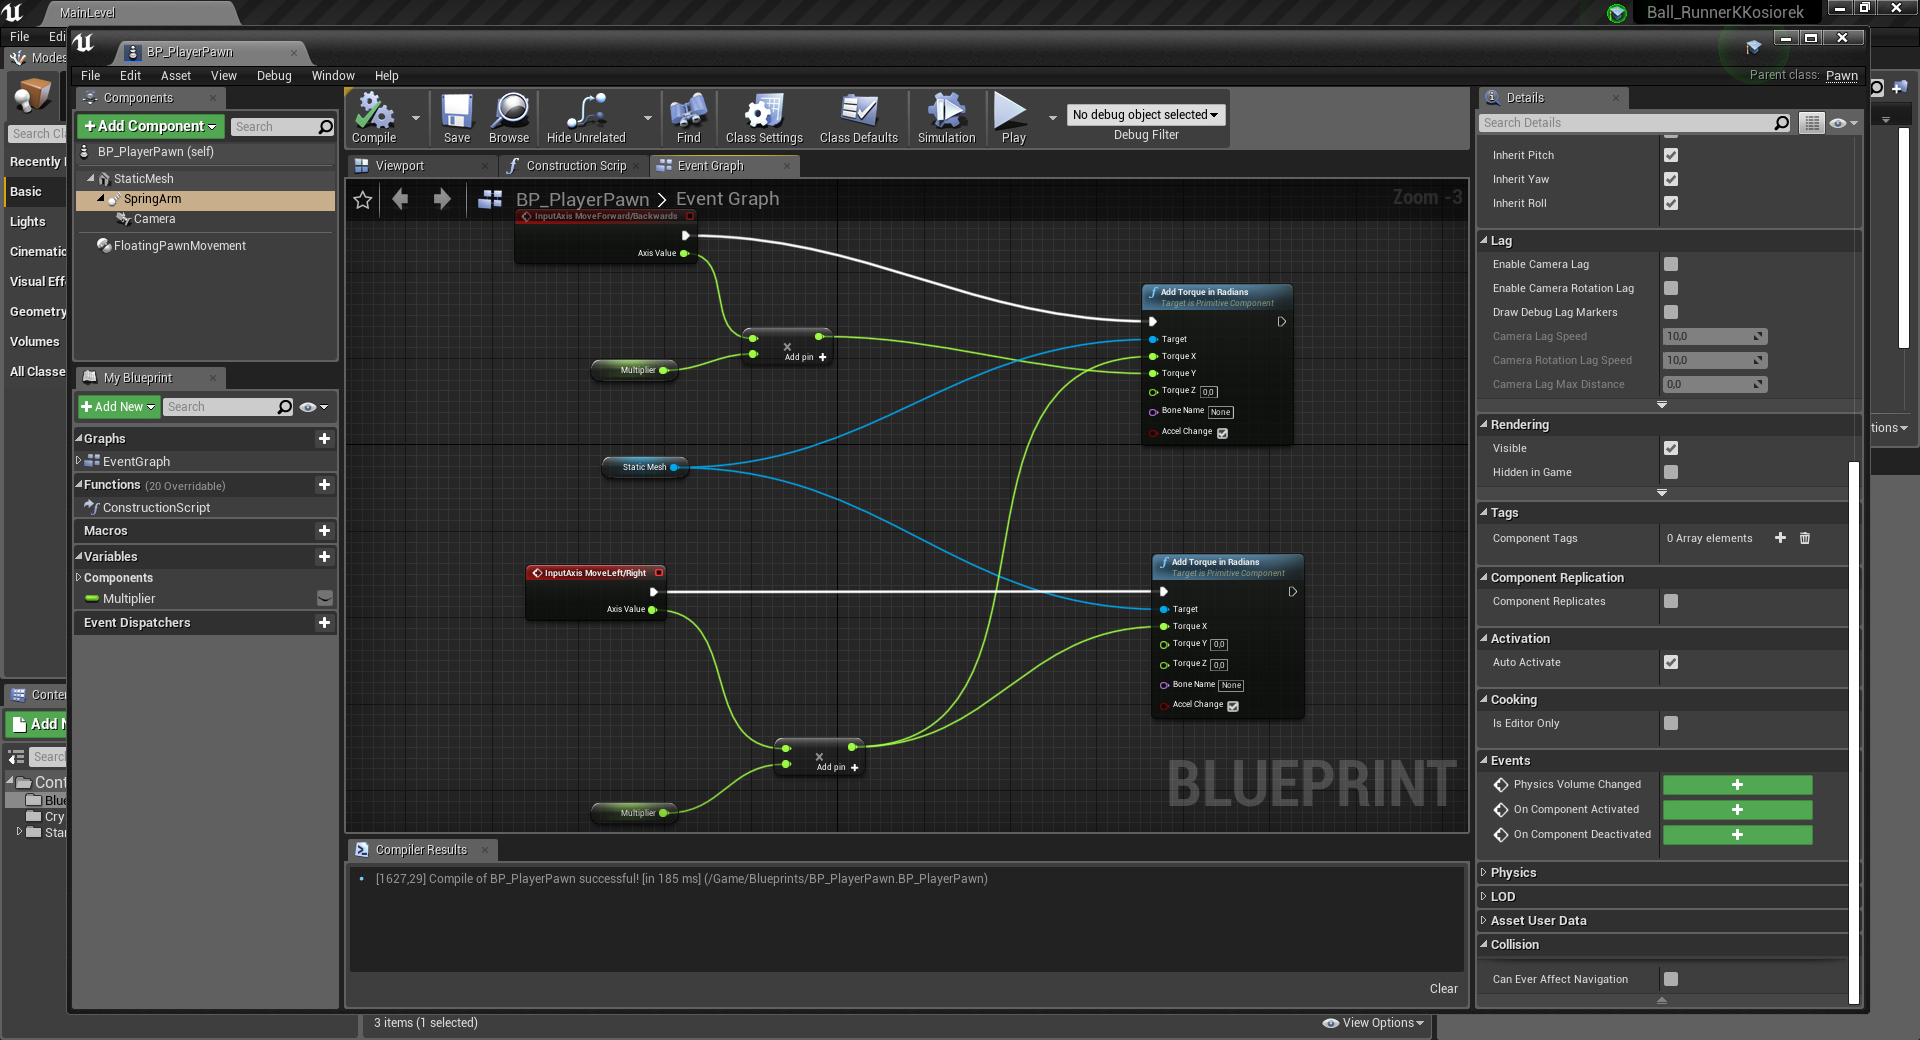 MainLevel
Ball_RunnerKKosiorek
File
Edi
BP_PlayerPawn
Modes
File Edit Asset View Debug Window Help
Parent class: Pawn
Components
+Add Component
Search
BP_PlayerPawn (self)
StaticMesh
SpringArm
Camera
FloatingPawnMovement
Search Cl
Recently
Basic
Lights
Cinematic
Visual Eff
Geometry
Volumes
All Classe
Compile
Save
Browse
Hide Unrelated
Find
Class Settings
Class Defaults
Simulation
Play
No debug object selected
Debug Filter
Viewport
Construction Scrip
Event Graph
BP_PlayerPawn > Event Graph
Zoom -3
InputAxis MoveForward/Backwards
Axis Value
Multiplier
Add pin +
Add Torque in Radians
Target is Primitive Component
Target
Torque X
Torque Y
Torque Z 0,0
Bone Name None
Accel Change
Static Mesh
InputAxis MoveLeft/Right
Axis Value
Add Torque in Radians
Target is Primitive Component
Target
Torque X
Torque Y 0,0
Torque Z 0,0
Bone Name None
Accel Change
Add pin +
Multiplier
BLUEPRINT
My Blueprint
+Add New
Search
Graphs
EventGraph
Functions (20 Overridable)
ConstructionScript
Macros
Variables
Components
Multiplier
Event Dispatchers
Conten
Add N
Searc
Cont
Blue
Cry
Star
Compiler Results
[1627,29] Compile of BP_PlayerPawn successful! [in 185 ms] (/Game/Blueprints/BP_PlayerPawn.BP_PlayerPawn)
Clear
3 items (1 selected)
View Options
Details
Search Details
Inherit Pitch
Inherit Yaw
Inherit Roll
Lag
Enable Camera Lag
Enable Camera Rotation Lag
Draw Debug Lag Markers
Camera Lag Speed 10,0
Camera Rotation Lag Speed 10,0
Camera Lag Max Distance 0,0
Rendering
Visible
Hidden in Game
Tags
Component Tags 0 Array elements
Component Replication
Component Replicates
Activation
Auto Activate
Cooking
Is Editor Only
Events
Physics Volume Changed
On Component Activated
On Component Deactivated
Physics
LOD
Asset User Data
Collision
Can Ever Affect Navigation
tions